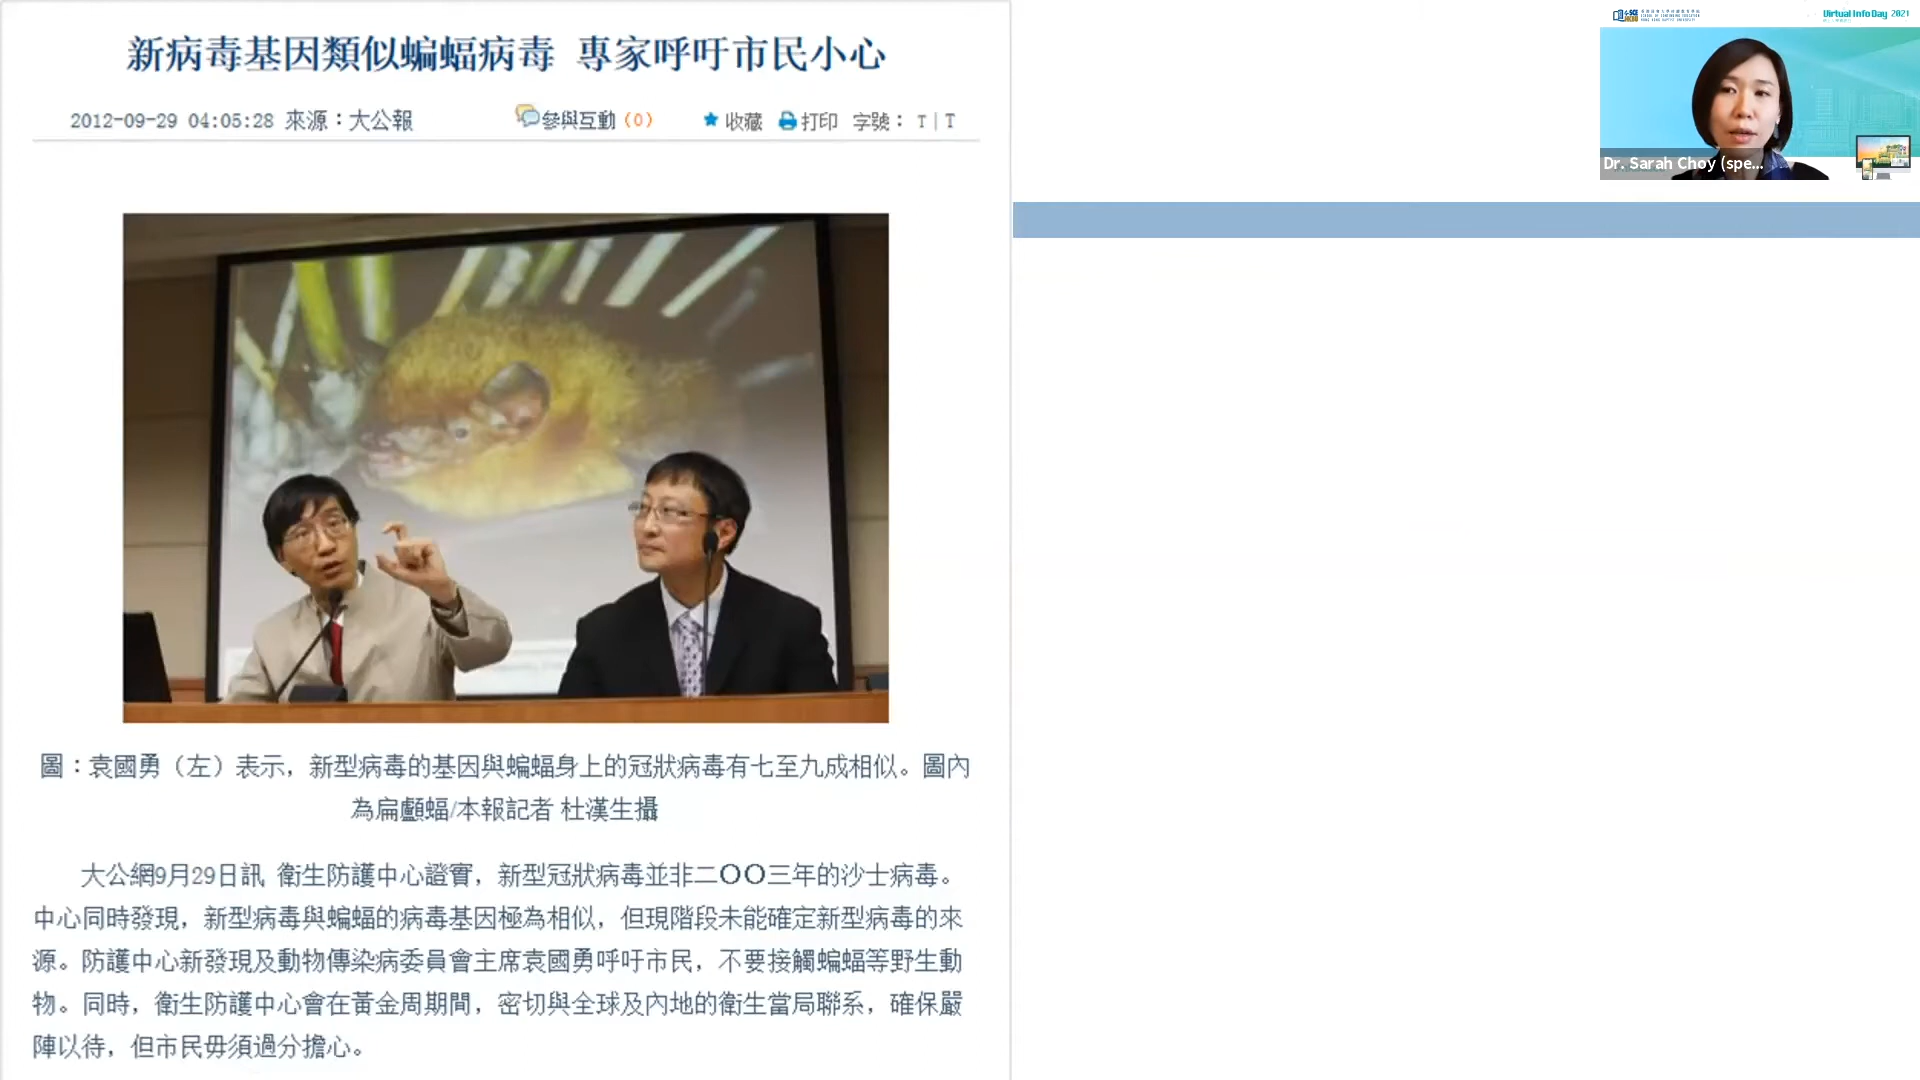 新病毒基因類似蝙蝠病毒 專家呼吁市民小心
2012-09-29 04:05:28 來源：大公報 參與互動（0） 收藏 打印 字號： T | T
圖：袁國勇（左）表示，新型病毒的基因與蝙蝠身上的冠狀病毒有七至九成相似。圖內
為扁顱蝠/本報記者 杜漢生攝
大公網9月29日訊 衛生防護中心證實，新型冠狀病毒並非二〇〇三年的沙士病毒。
中心同時發現，新型病毒與蝙蝠的病毒基因極為相似，但現階段未能確定新型病毒的來
源。防護中心新發現及動物傳染病委員會主席袁國勇呼吁市民，不要接觸蝙蝠等野生動
物。同時，衛生防護中心會在黃金周期間，密切與全球及內地的衛生當局聯系，確保嚴
陣以待，但市民毋須過分擔心。
Virtual Info Day 2021
Dr. Sarah Choy (spe...